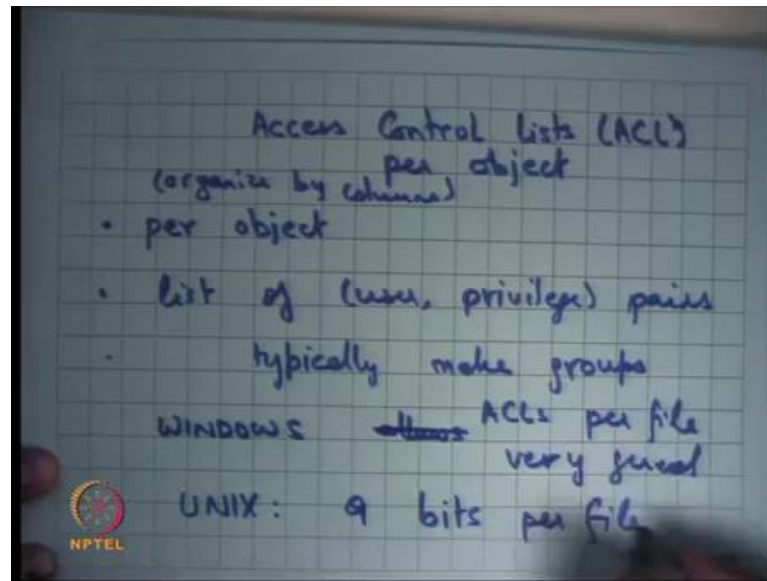 Access Control Lists (ACL)
per object
(organize by columns)
• per object
• list of (user, privilege) pairs
• typically make groups
WINDOWS ACLs per file
very general
UNIX: 9 bits per file
NPTEL